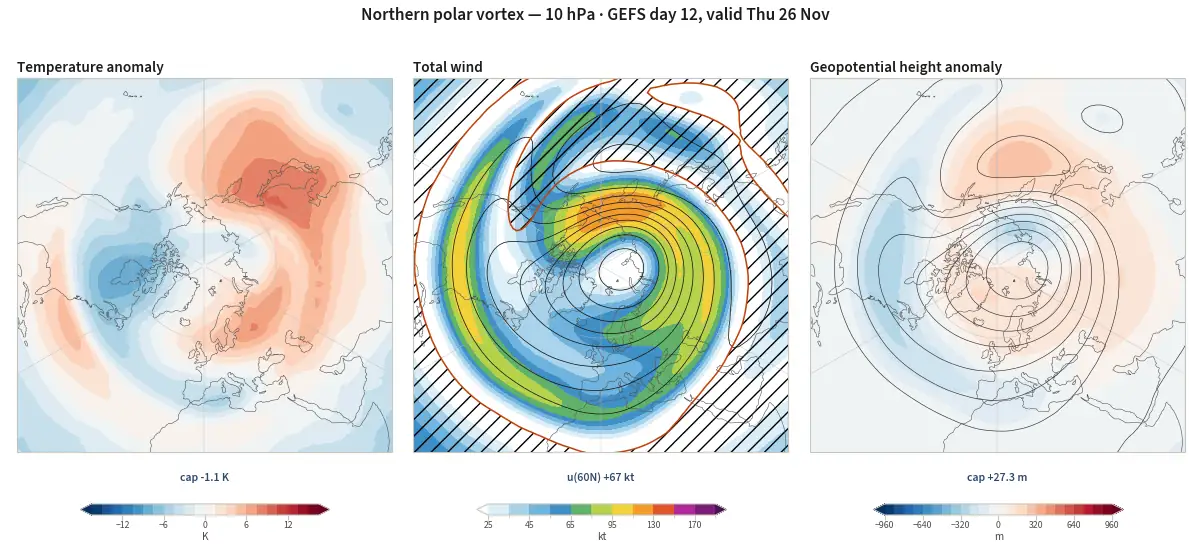 Northern polar vortex — 10 hPa · GEFS day 12, valid Thu 26 Nov
Temperature anomaly
Total wind
Geopotential height anomaly
cap -1.1 K
u(60N) +67 kt
cap +27.3 m
−12 −6 0 6 12
K
25 45 65 95 130 170
kt
−960 −640 −320 0 320 640 960
m